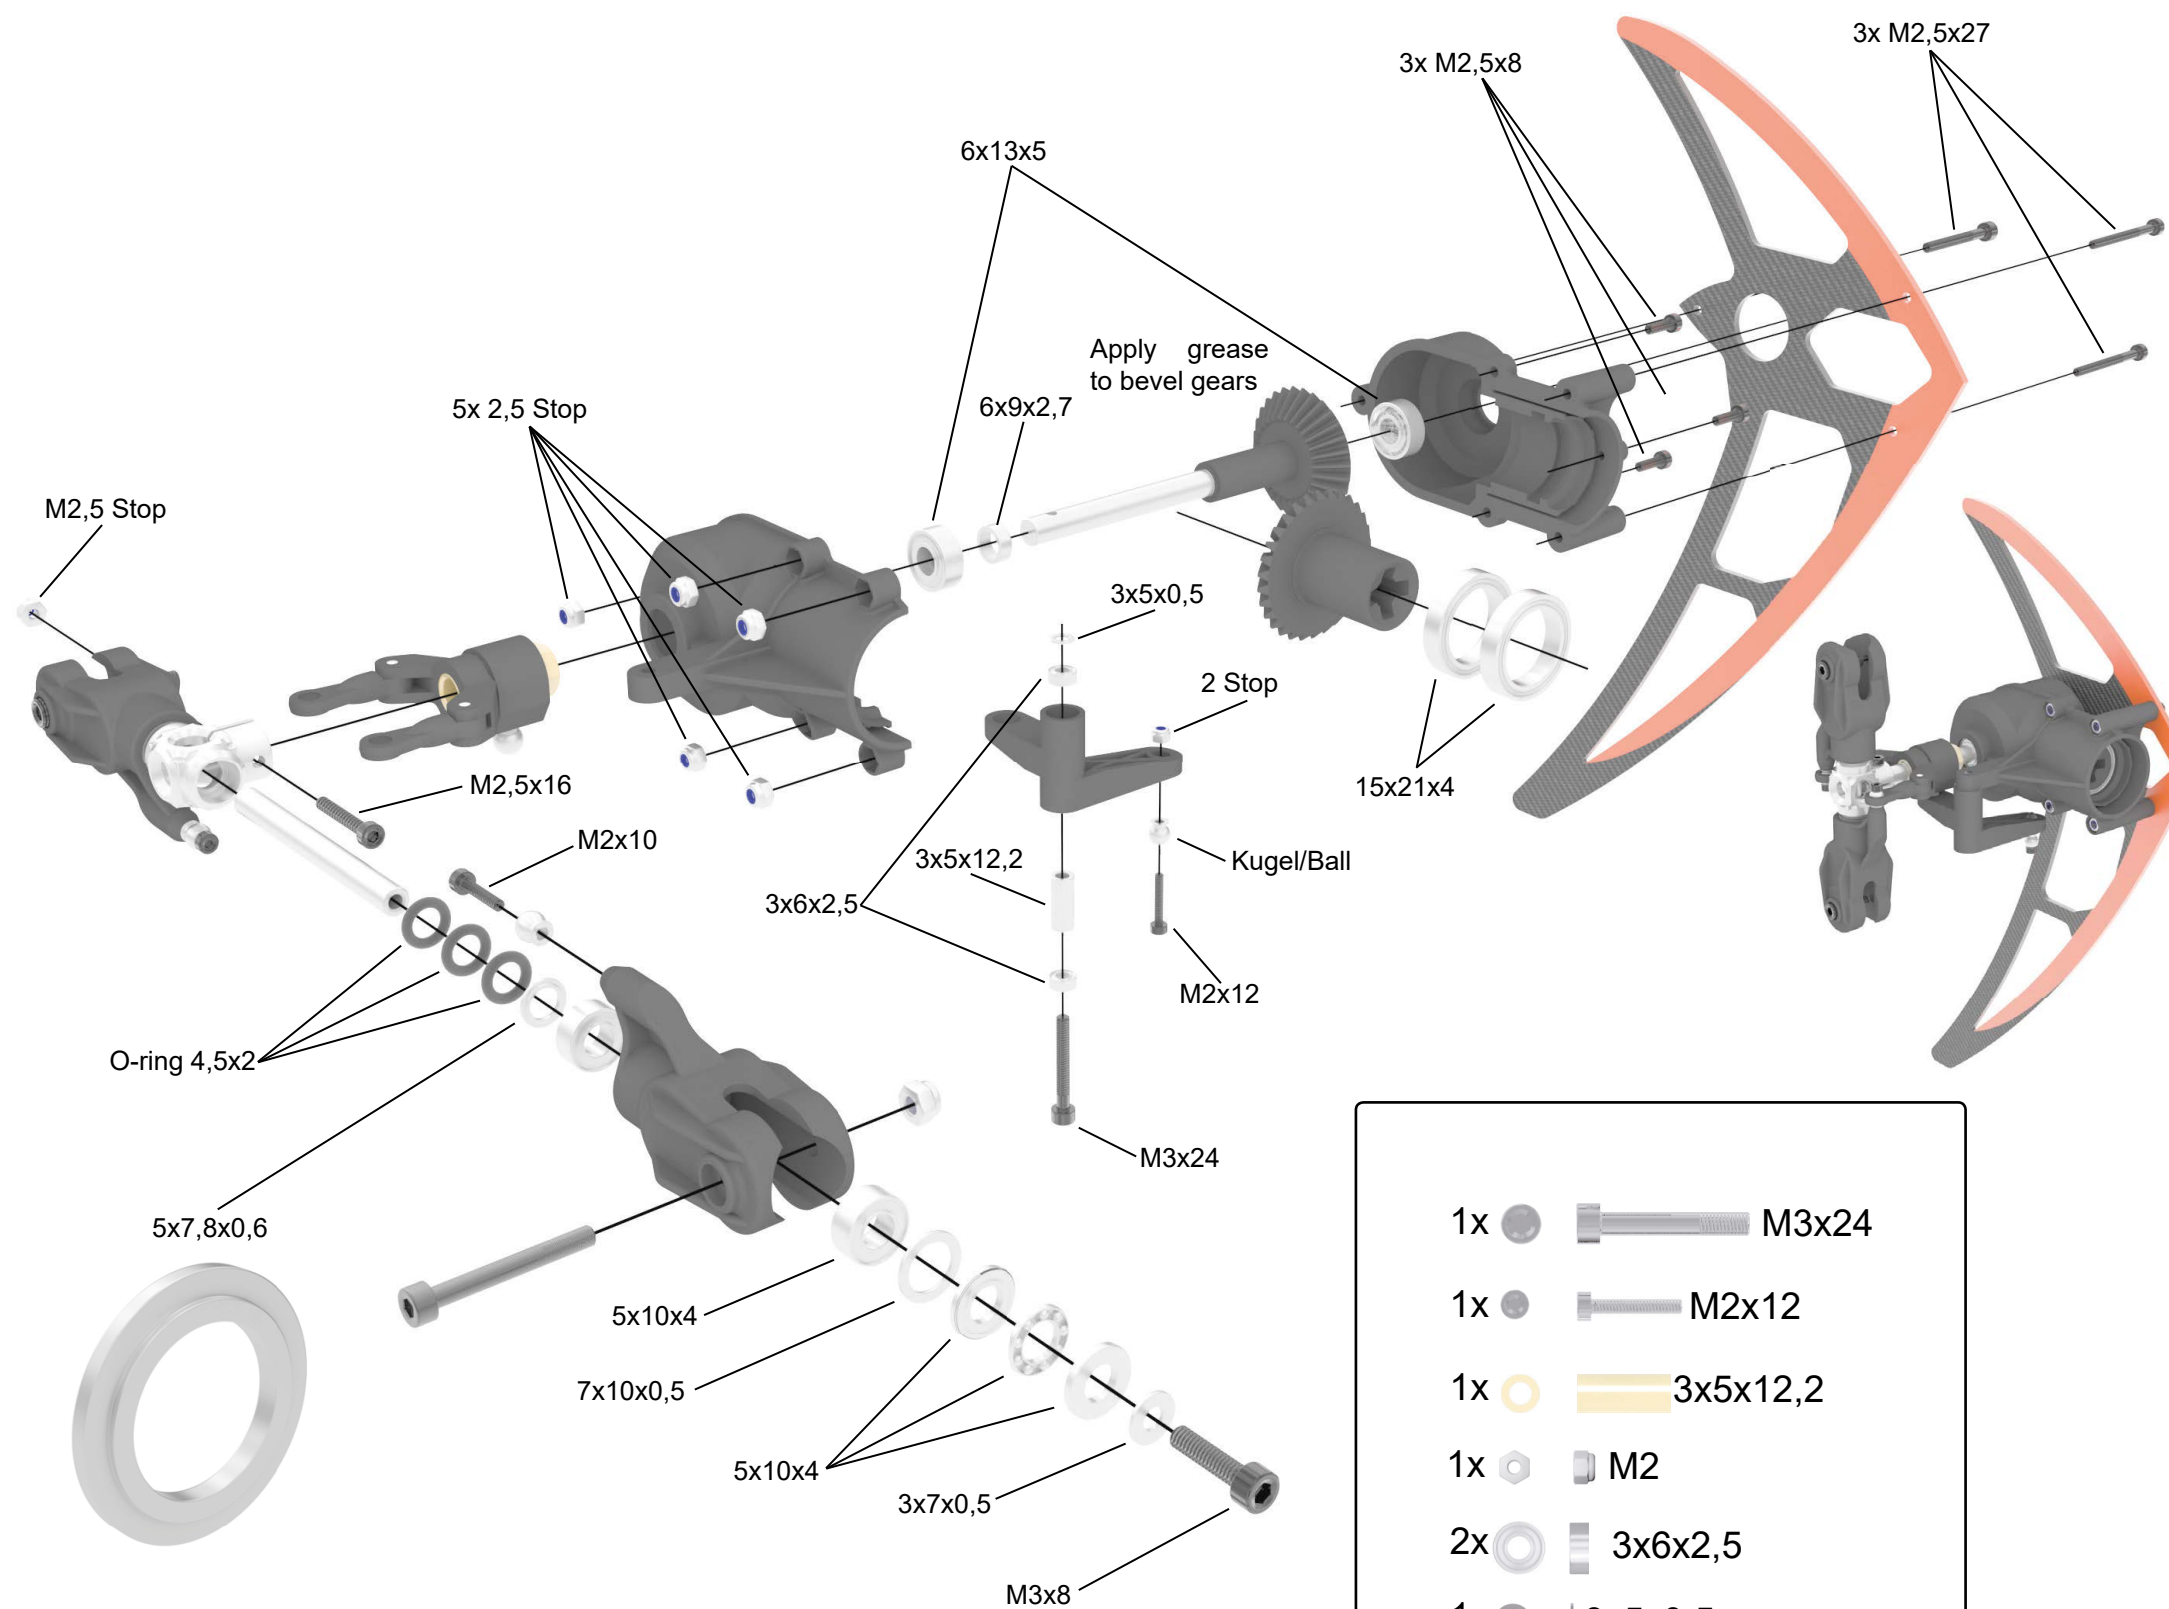 3x M2,5x27
3x M2,5x8
6x13x5
Apply grease
to bevel gears
6x9x2,7
5x 2,5 Stop
M2,5 Stop
3x5x0,5
2 Stop
M2,5x16
15x21x4
M2x10
3x5x12,2
Kugel/Ball
3x6x2,5
M2x12
O-ring 4,5x2
M3x24
5x7,8x0,6
5x10x4
7x10x0,5
5x10x4
3x7x0,5
M3x8
1x M3x24
1x M2x12
1x 3x5x12,2
1x M2
2x 3x6x2,5